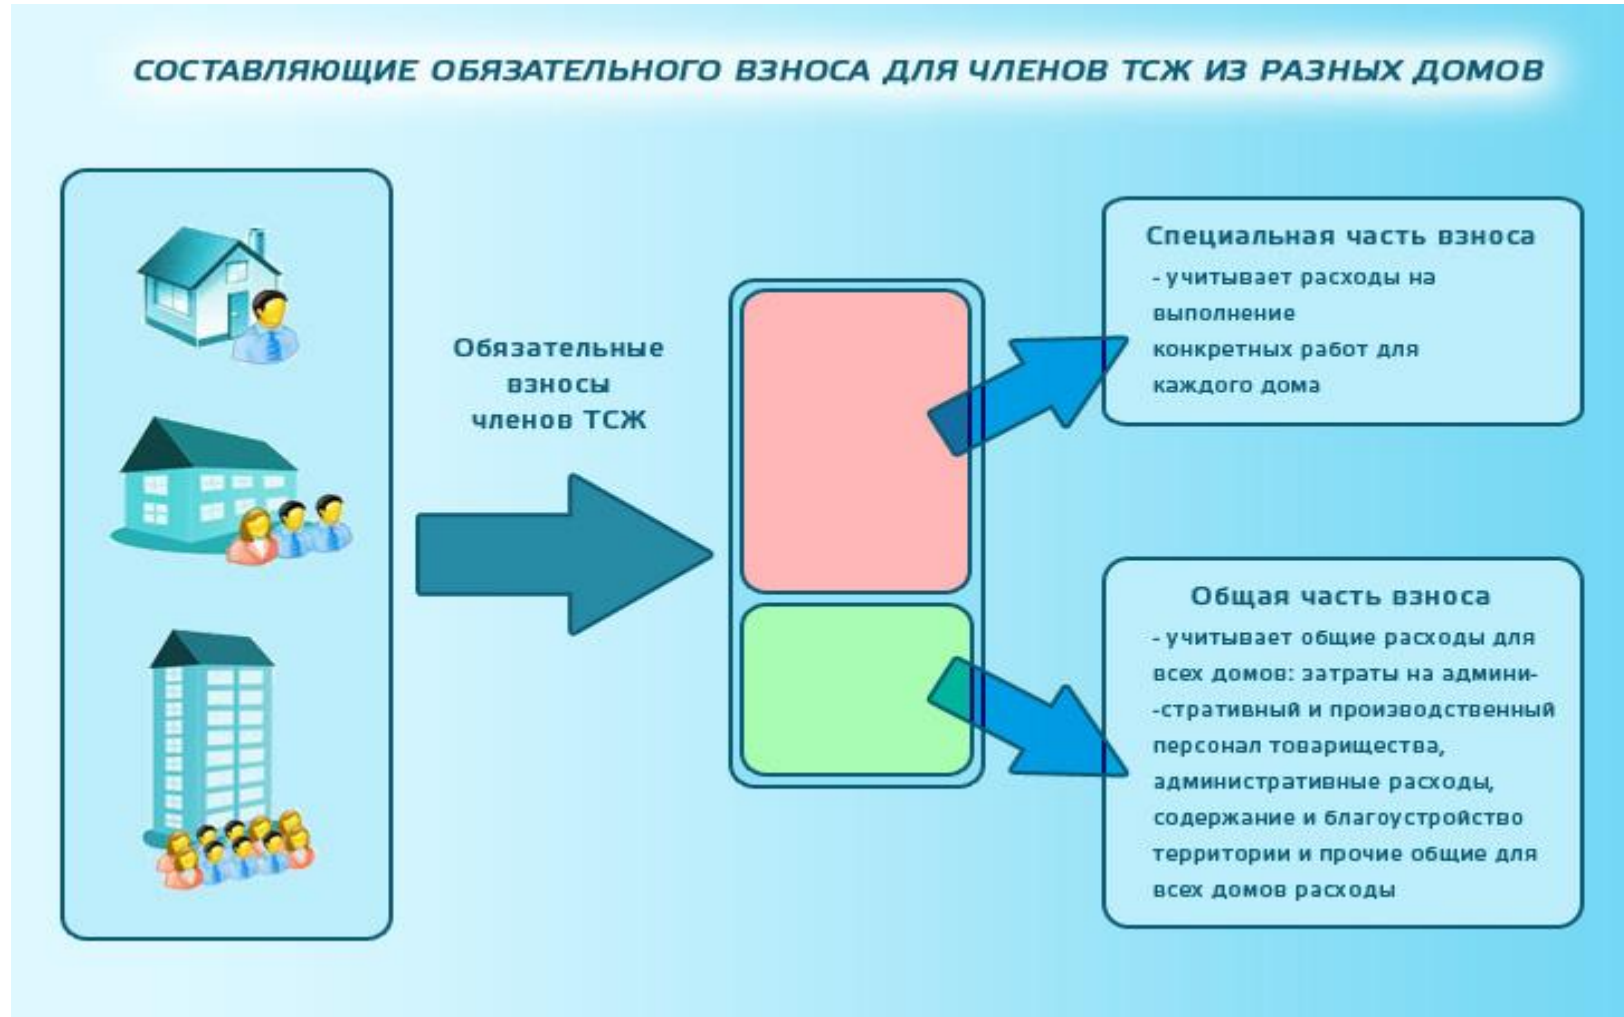 СОСТАВЛЯЮЩИЕ ОБЯЗАТЕЛЬНОГО ВЗНОСА ДЛЯ ЧЛЕНОВ ТСЖ ИЗ РАЗНЫХ ДОМОВ
Обязательные
взносы
членов ТСЖ
Специальная часть взноса
- учитывает расходы на
выполнение
конкретных работ для
каждого дома
Общая часть взноса
- учитывает общие расходы для
всех домов: затраты на админи-
-стративный и производственный
персонал товарищества,
административные расходы,
содержание и благоустройство
территории и прочие общие для
всех домов расходы